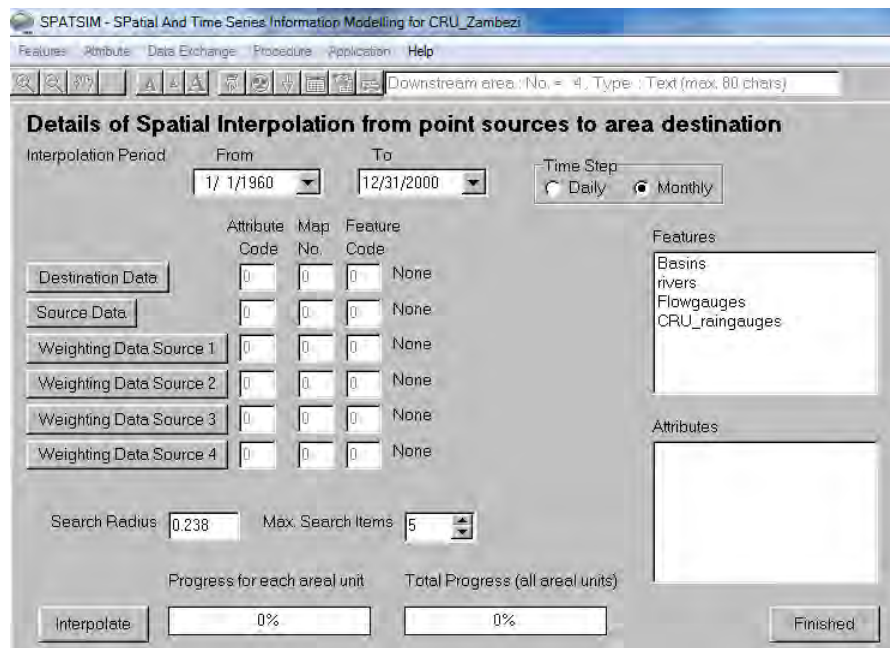 SPATSIM - SPatial And Time Series Information Modelling for CRU_Zambezi
Features Attribute Data Exchange Procedure Application Help
A A A Downstream area : No. = 4 , Type : Text (max. 80 chars)
Details of Spatial Interpolation from point sources to area destination
Interpolation Period From To
1/ 1/1960 12/31/2000
Time Step
Daily Monthly
Attribute Code Map No. Feature Code
Destination Data 0 0 0 None
Source Data 0 0 0 None
Weighting Data Source 1 0 0 0 None
Weighting Data Source 2 0 0 0 None
Weighting Data Source 3 0 0 0 None
Weighting Data Source 4 0 0 0 None
Features
Basins
rivers
Flowgauges
CRU_raingauges
Attributes
Search Radius 0.238 Max. Search Items 5
Progress for each areal unit Total Progress (all areal units)
Interpolate 0% 0% Finished